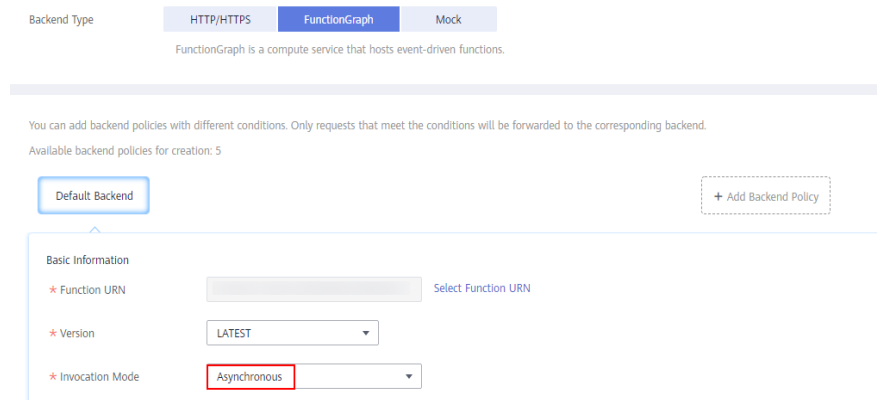 Backend Type HTTP/HTTPS FunctionGraph Mock
FunctionGraph is a compute service that hosts event-driven functions.
You can add backend policies with different conditions. Only requests that meet the conditions will be forwarded to the corresponding backend.
Available backend policies for creation: 5
Default Backend + Add Backend Policy
Basic Information
* Function URN Select Function URN
* Version LATEST
* Invocation Mode Asynchronous